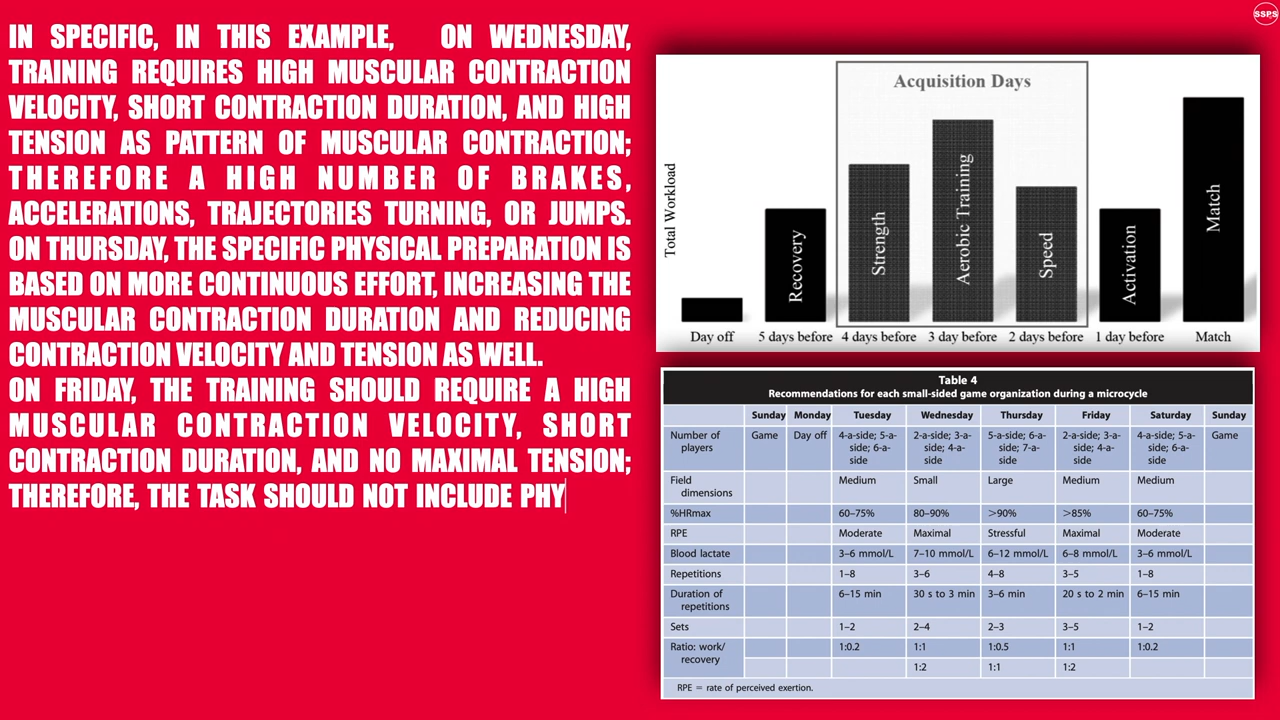 SSPS
IN SPECIFIC, IN THIS EXAMPLE, ON WEDNESDAY,
TRAINING REQUIRES HIGH MUSCULAR CONTRACTION
VELOCITY, SHORT CONTRACTION DURATION, AND HIGH
TENSION AS PATTERN OF MUSCULAR CONTRACTION;
THEREFORE A HIGH NUMBER OF BRAKES,
ACCELERATIONS, TRAJECTORIES TURNING, OR JUMPS.
ON THURSDAY, THE SPECIFIC PHYSICAL PREPARATION IS
BASED ON MORE CONTINUOUS EFFORT, INCREASING THE
MUSCULAR CONTRACTION DURATION AND REDUCING
CONTRACTION VELOCITY AND TENSION AS WELL.
ON FRIDAY, THE TRAINING SHOULD REQUIRE A HIGH
MUSCULAR CONTRACTION VELOCITY, SHORT
CONTRACTION DURATION, AND NO MAXIMAL TENSION;
THEREFORE, THE TASK SHOULD NOT INCLUDE PHY
Acquisition Days
Total Workload
Recovery
Strength
Aerobic Training
Speed
Activation
Match
Day off 5 days before 4 days before 3 day before 2 days before 1 day before Match
Table 4
Recommendations for each small-sided game organization during a microcycle
Sunday Monday Tuesday Wednesday Thursday Friday Saturday Sunday
Number of Game Day off 4-a-side; 5-a- 2-a-side; 3-a- 5-a-side; 6-a- 2-a-side; 3-a- 4-a-side; 5-a- Game
players side; 6-a- side; 4-a- side; 7-a- side; 4-a- side; 6-a-
side side side side side
Field Medium Small Large Medium Medium
dimensions
%HRmax 60–75% 80–90% >90% >85% 60–75%
RPE Moderate Maximal Stressful Maximal Moderate
Blood lactate 3–6 mmol/L 7–10 mmol/L 6–12 mmol/L 6–8 mmol/L 3–6 mmol/L
Repetitions 1–8 3–6 4–8 3–5 1–8
Duration of 6–15 min 30 s to 3 min 3–6 min 20 s to 2 min 6–15 min
repetitions
Sets 1–2 2–4 2–3 3–5 1–2
Ratio: work/ 1:0.2 1:1 1:0.5 1:1 1:0.2
recovery
1:2 1:1 1:2
RPE = rate of perceived exertion.